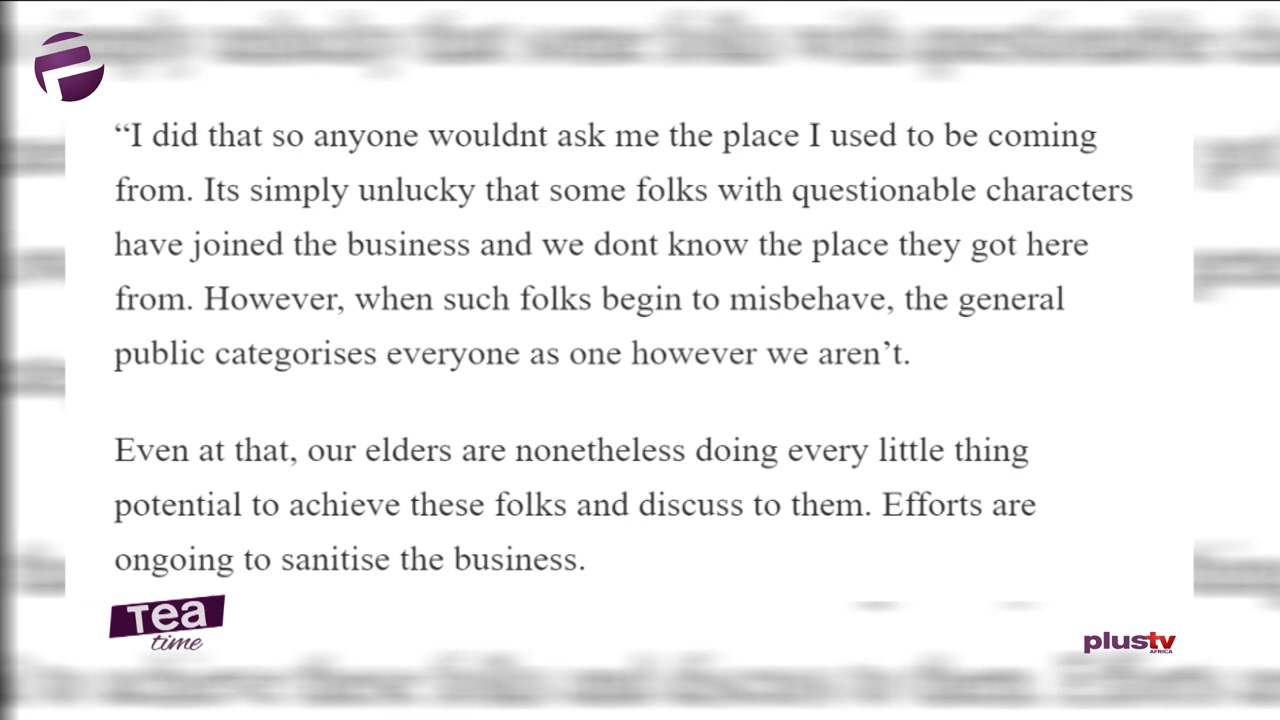 “I did that so anyone wouldnt ask me the place I used to be coming
from. Its simply unlucky that some folks with questionable characters
have joined the business and we dont know the place they got here
from. However, when such folks begin to misbehave, the general
public categorises everyone as one however we aren’t.
Even at that, our elders are nonetheless doing every little thing
potential to achieve these folks and discuss to them. Efforts are
ongoing to sanitise the business.
Tea
time
plustv
AFRICA